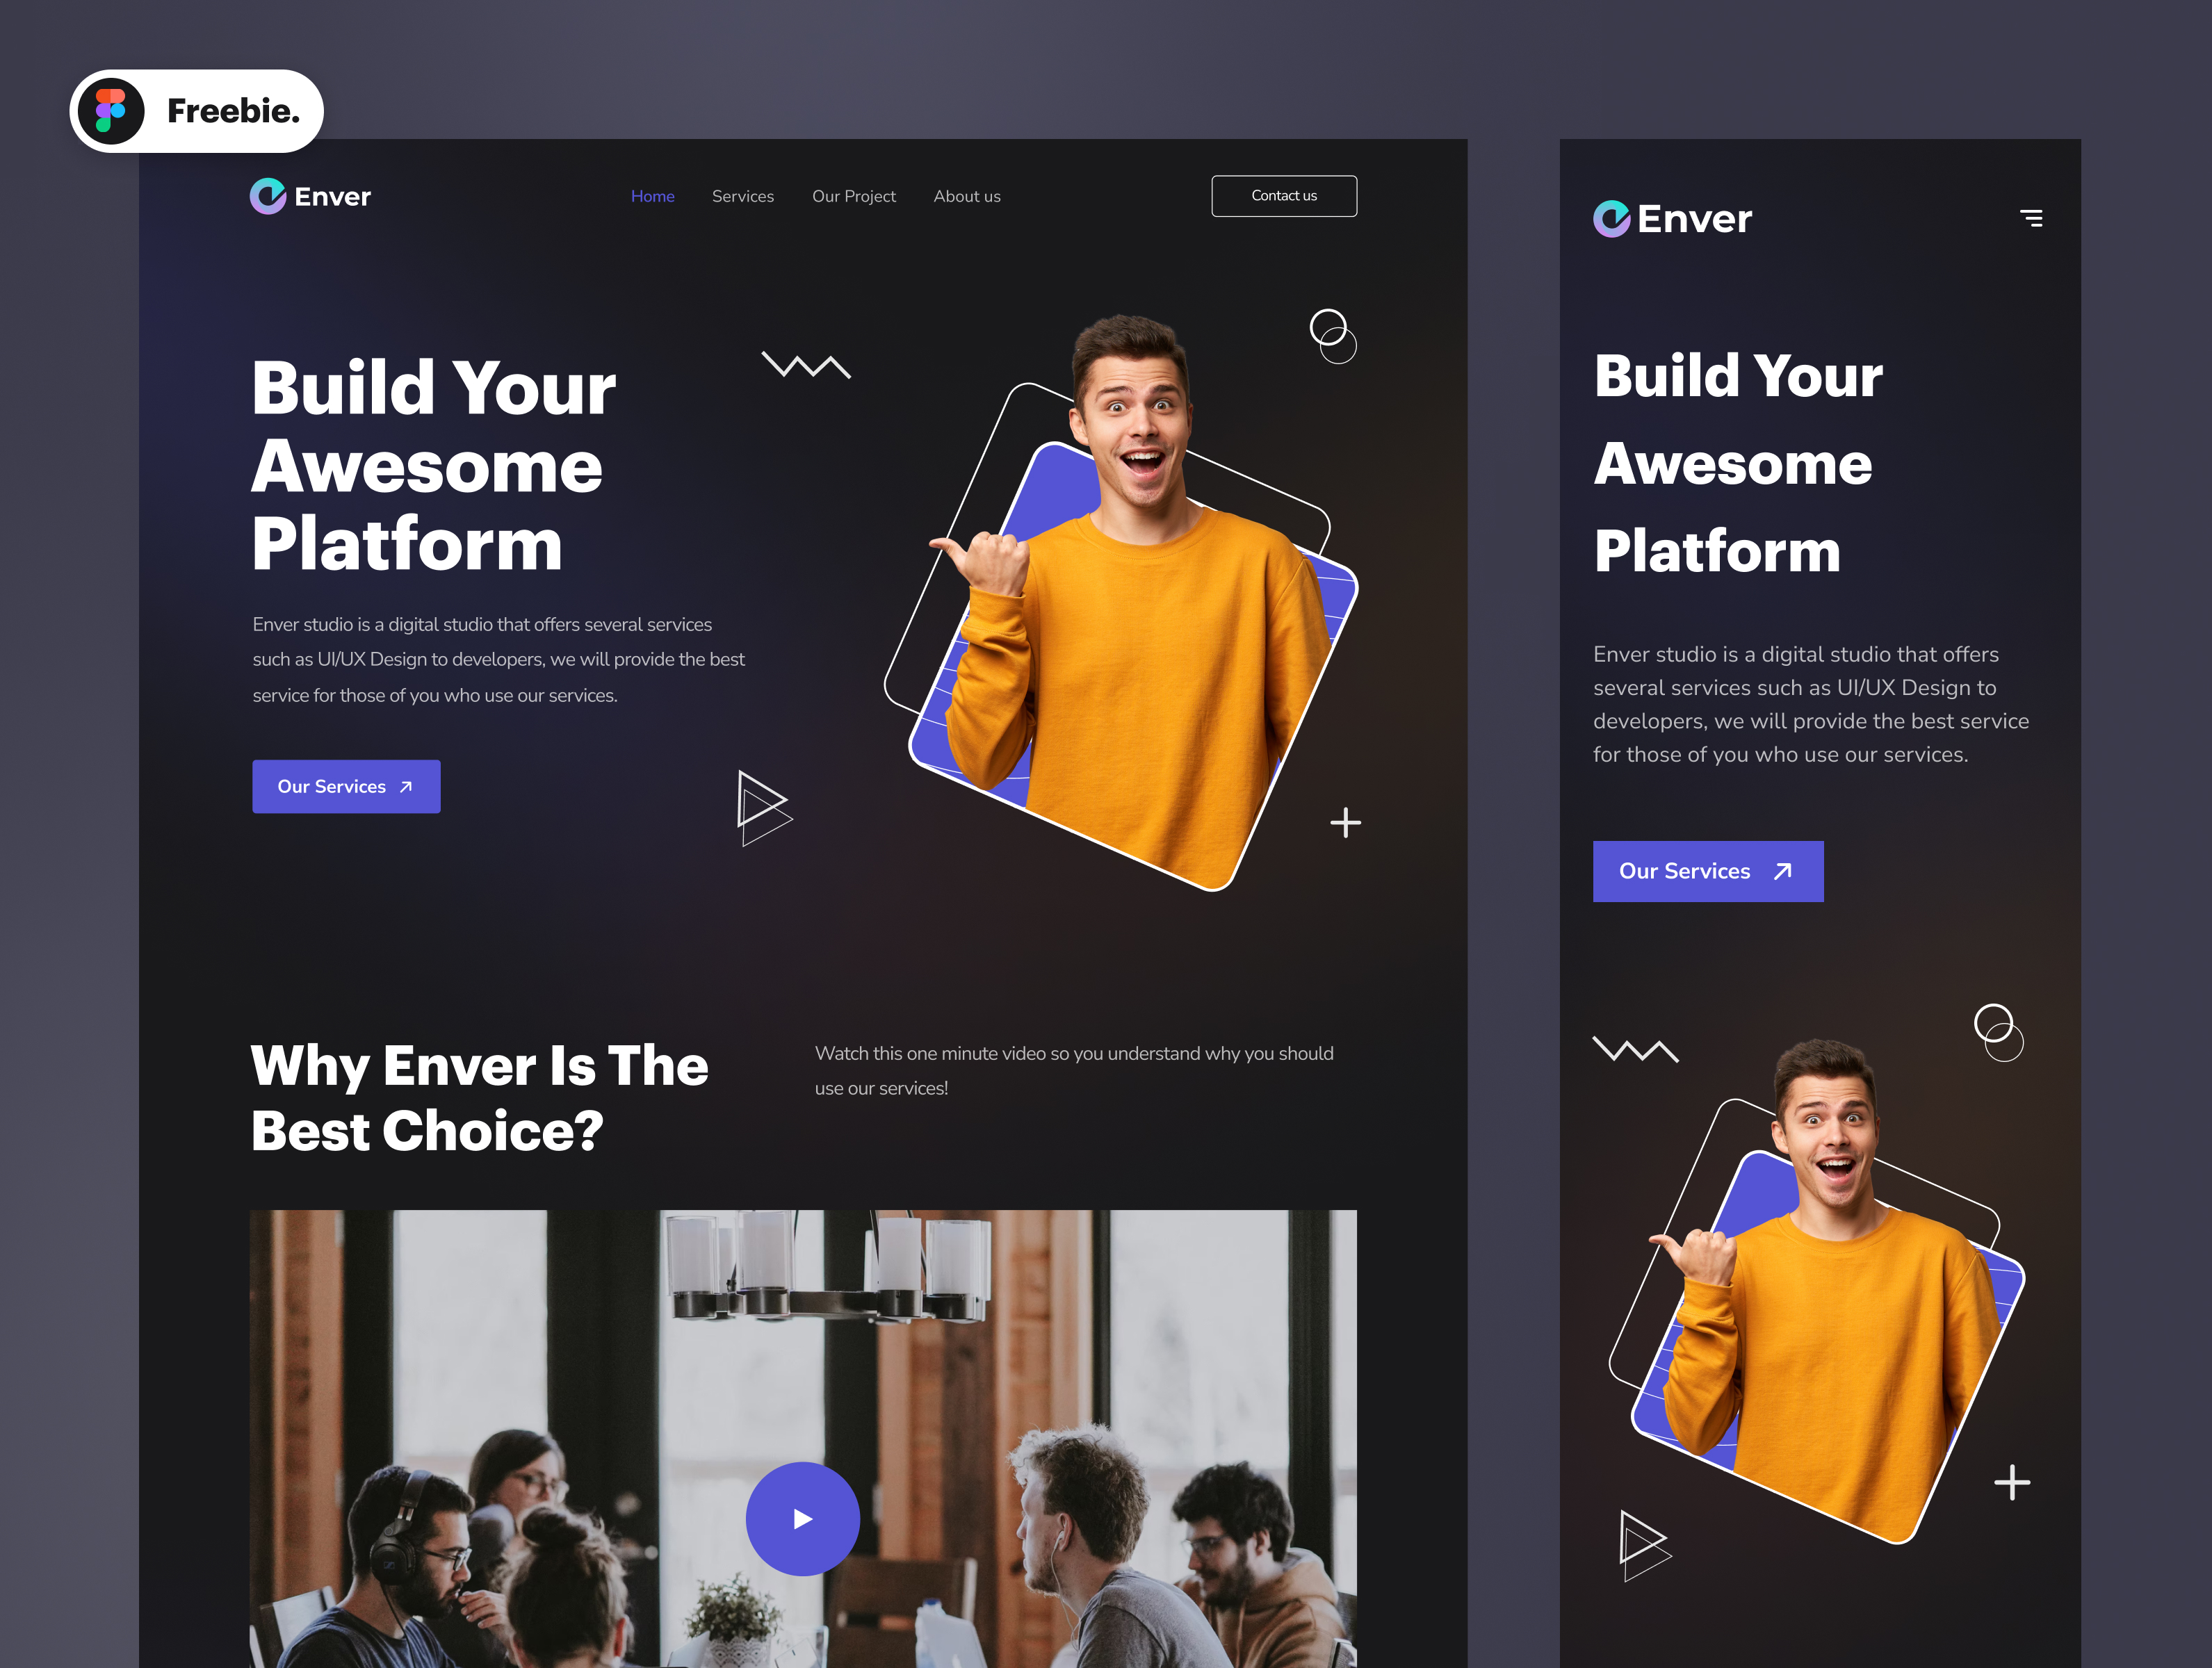 Freebie.
Enver
Home
Services
Our Project
About us
Contact us
Build Your
Awesome
Platform
Enver studio is a digital studio that offers several services
such as UI/UX Design to developers, we will provide the best
service for those of you who use our services.
Our Services
Why Enver Is The
Best Choice?
Watch this one minute video so you understand why you should
use our services!
Enver
Build Your
Awesome
Platform
Enver studio is a digital studio that offers
several services such as UI/UX Design to
developers, we will provide the best service
for those of you who use our services.
Our Services